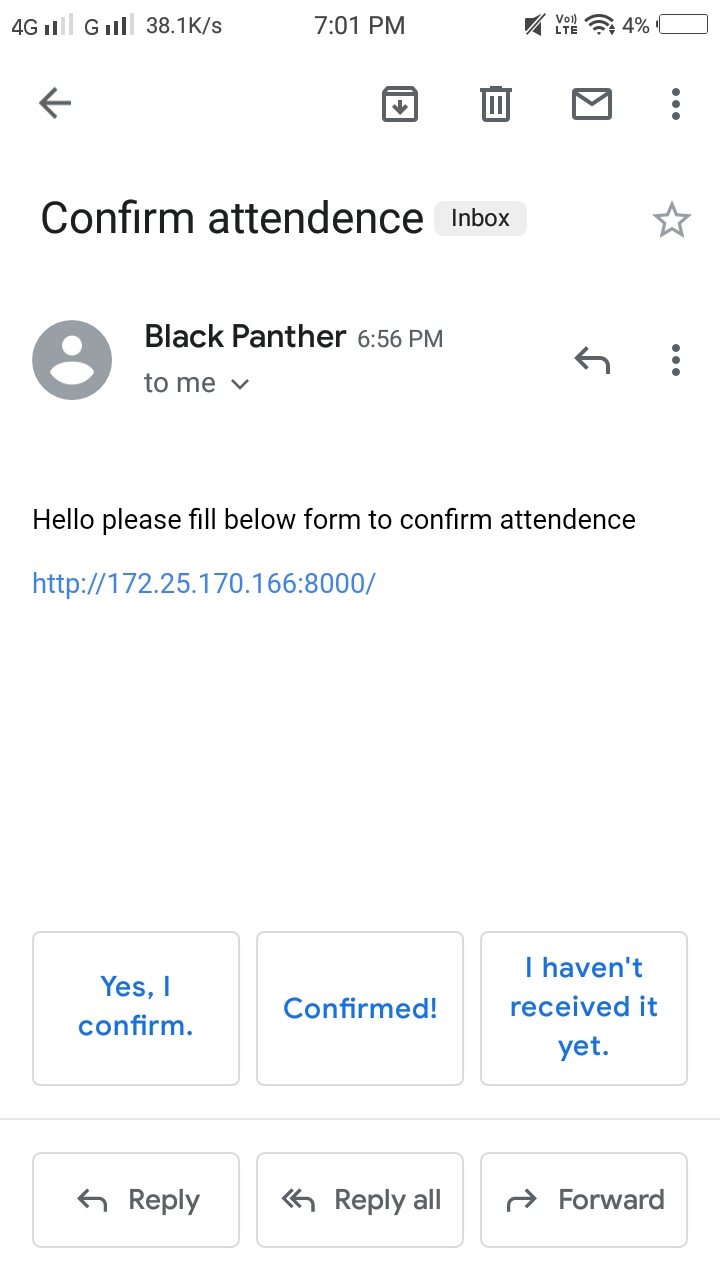 4G G 38.1K/s 7:01 PM Vo)) LTE 4%
Confirm attendence Inbox
Black Panther 6:56 PM
to me
Hello please fill below form to confirm attendence
http://172.25.170.166:8000/
Yes, I
confirm.
Confirmed!
I haven't
received it
yet.
Reply Reply all Forward